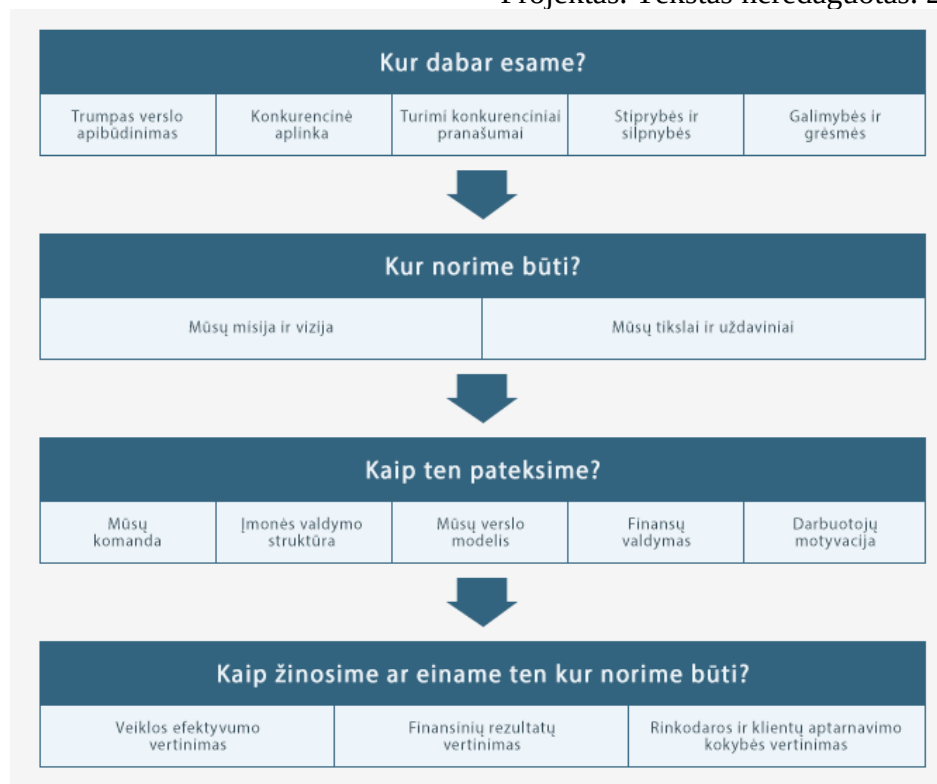 Projektas. Tekstas neredaguotas. 2
Kur dabar esame?
Trumpas verslo
apibūdinimas
Konkurencinė
aplinka
Turimi konkurenciniai
pranašumai
Stiprybės ir
silpnybės
Galimybės ir
grėsmės
Kur norime būti?
Mūsų misija ir vizija
Mūsų tikslai ir uždaviniai
Kaip ten pateksime?
Mūsų
komanda
Įmonės valdymo
struktūra
Mūsų verslo
modelis
Finansų
valdymas
Darbuotojų
motyvacija
Kaip žinosime ar einame ten kur norime būti?
Veiklos efektyvumo
vertinimas
Finansinių rezultatų
vertinimas
Rinkodaros ir klientų aptarnavimo
kokybės vertinimas